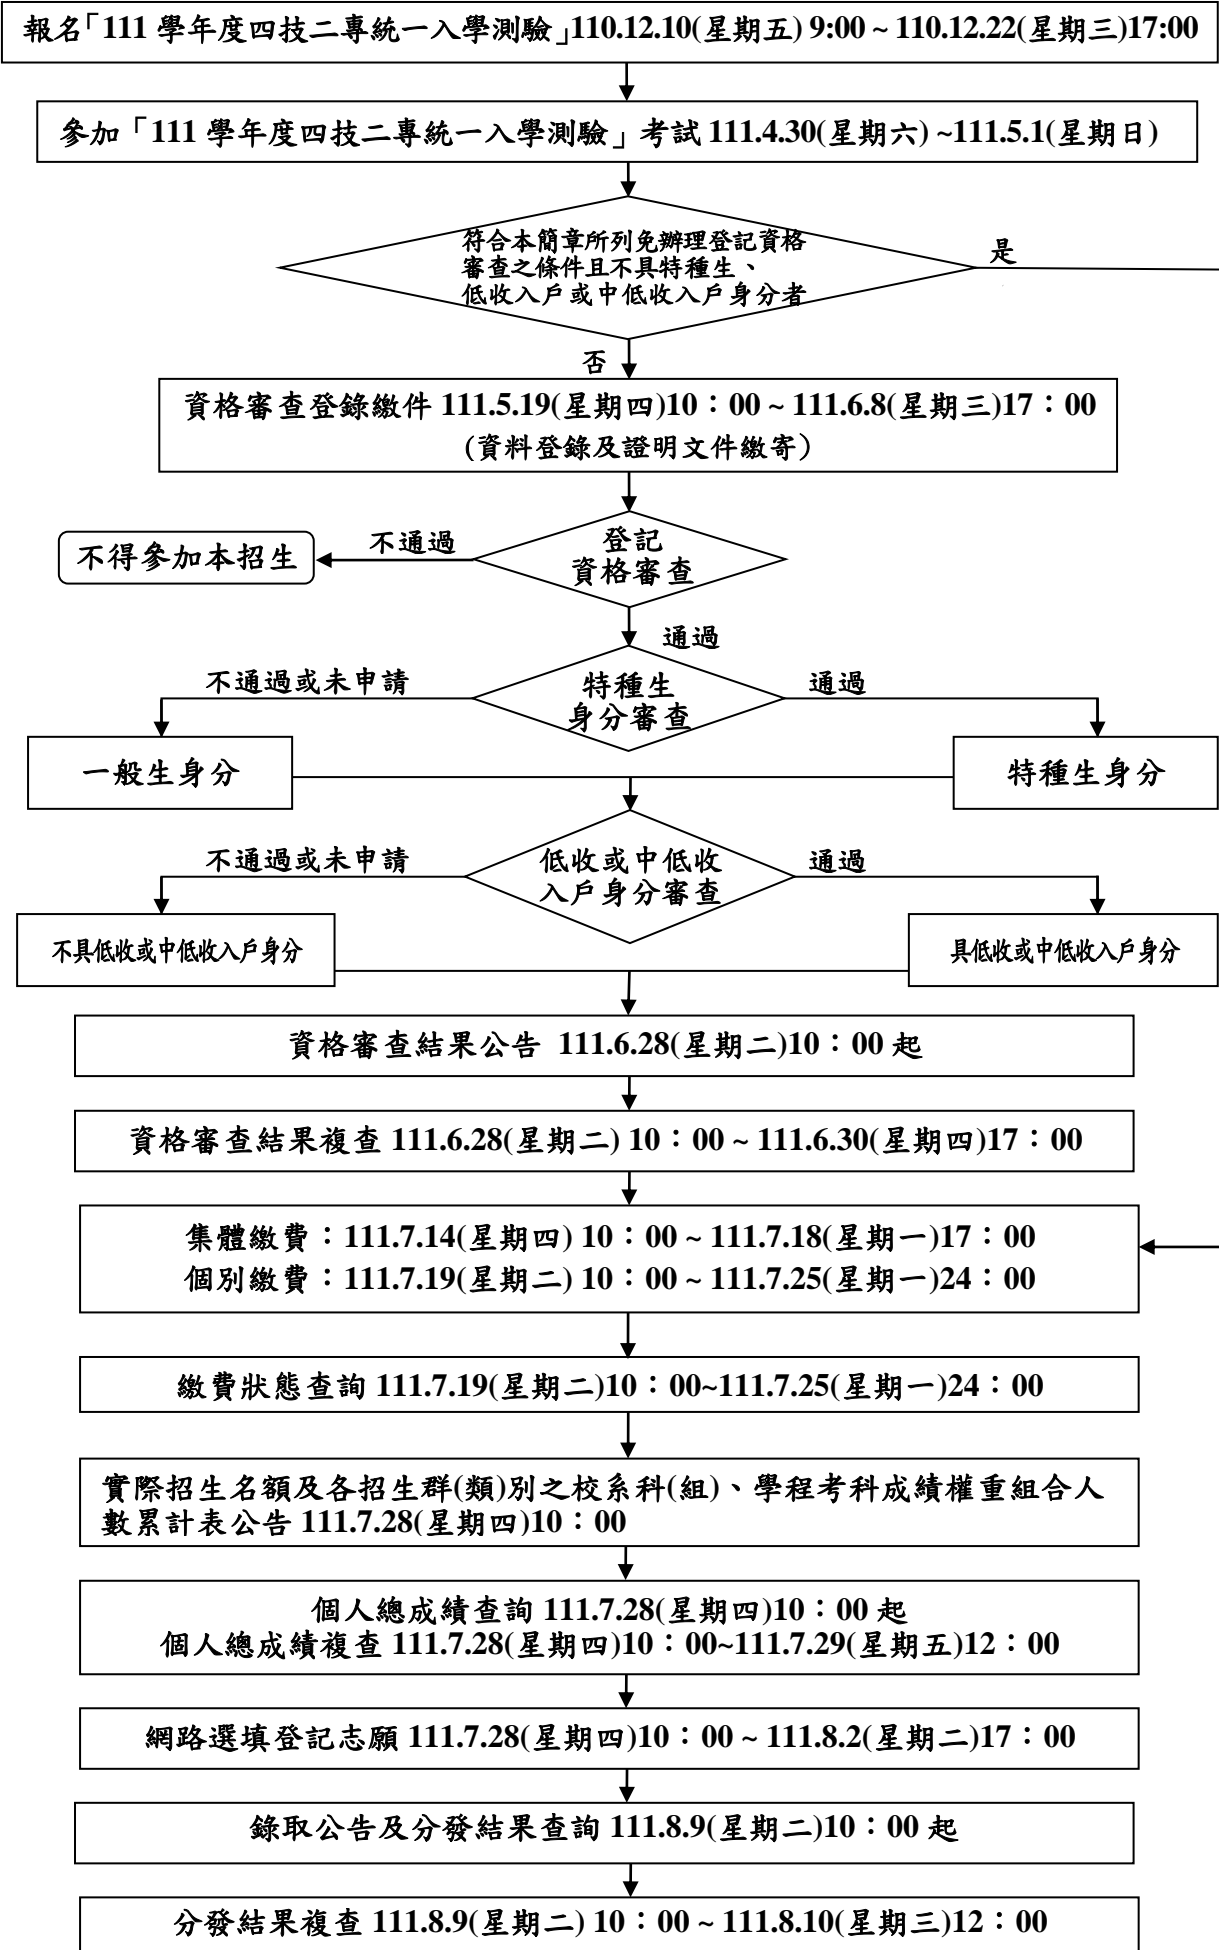 報名「111 學年度四技二專統一入學測驗」110.12.10(星期五) 9:00 ~ 110.12.22(星期三)17:00
參加「111 學年度四技二專統一入學測驗」考試 111.4.30(星期六) ~111.5.1(星期日)
符合本簡章所列免辦理登記資格
審查之條件且不具特種生、
低收入戶或中低收入戶身分者
是
否
資格審查登錄繳件 111.5.19(星期四)10：00 ~ 111.6.8(星期三)17：00
(資料登錄及證明文件繳寄)
登記
資格審查
不通過
不得參加本招生
通過
特種生
身分審查
不通過或未申請
通過
一般生身分
特種生身分
低收或中低收
入戶身分審查
不通過或未申請
通過
不具低收或中低收入戶身分
具低收或中低收入戶身分
資格審查結果公告 111.6.28(星期二)10：00 起
資格審查結果複查 111.6.28(星期二) 10：00 ~ 111.6.30(星期四)17：00
集體繳費：111.7.14(星期四) 10：00 ~ 111.7.18(星期一)17：00
個別繳費：111.7.19(星期二) 10：00 ~ 111.7.25(星期一)24：00
繳費狀態查詢 111.7.19(星期二)10：00~111.7.25(星期一)24：00
實際招生名額及各招生群(類)別之校系科(組)、學程考科成績權重組合人
數累計表公告 111.7.28(星期四)10：00
個人總成績查詢 111.7.28(星期四)10：00 起
個人總成績複查 111.7.28(星期四)10：00~111.7.29(星期五)12：00
網路選填登記志願 111.7.28(星期四)10：00 ~ 111.8.2(星期二)17：00
錄取公告及分發結果查詢 111.8.9(星期二)10：00 起
分發結果複查 111.8.9(星期二) 10：00 ~ 111.8.10(星期三)12：00